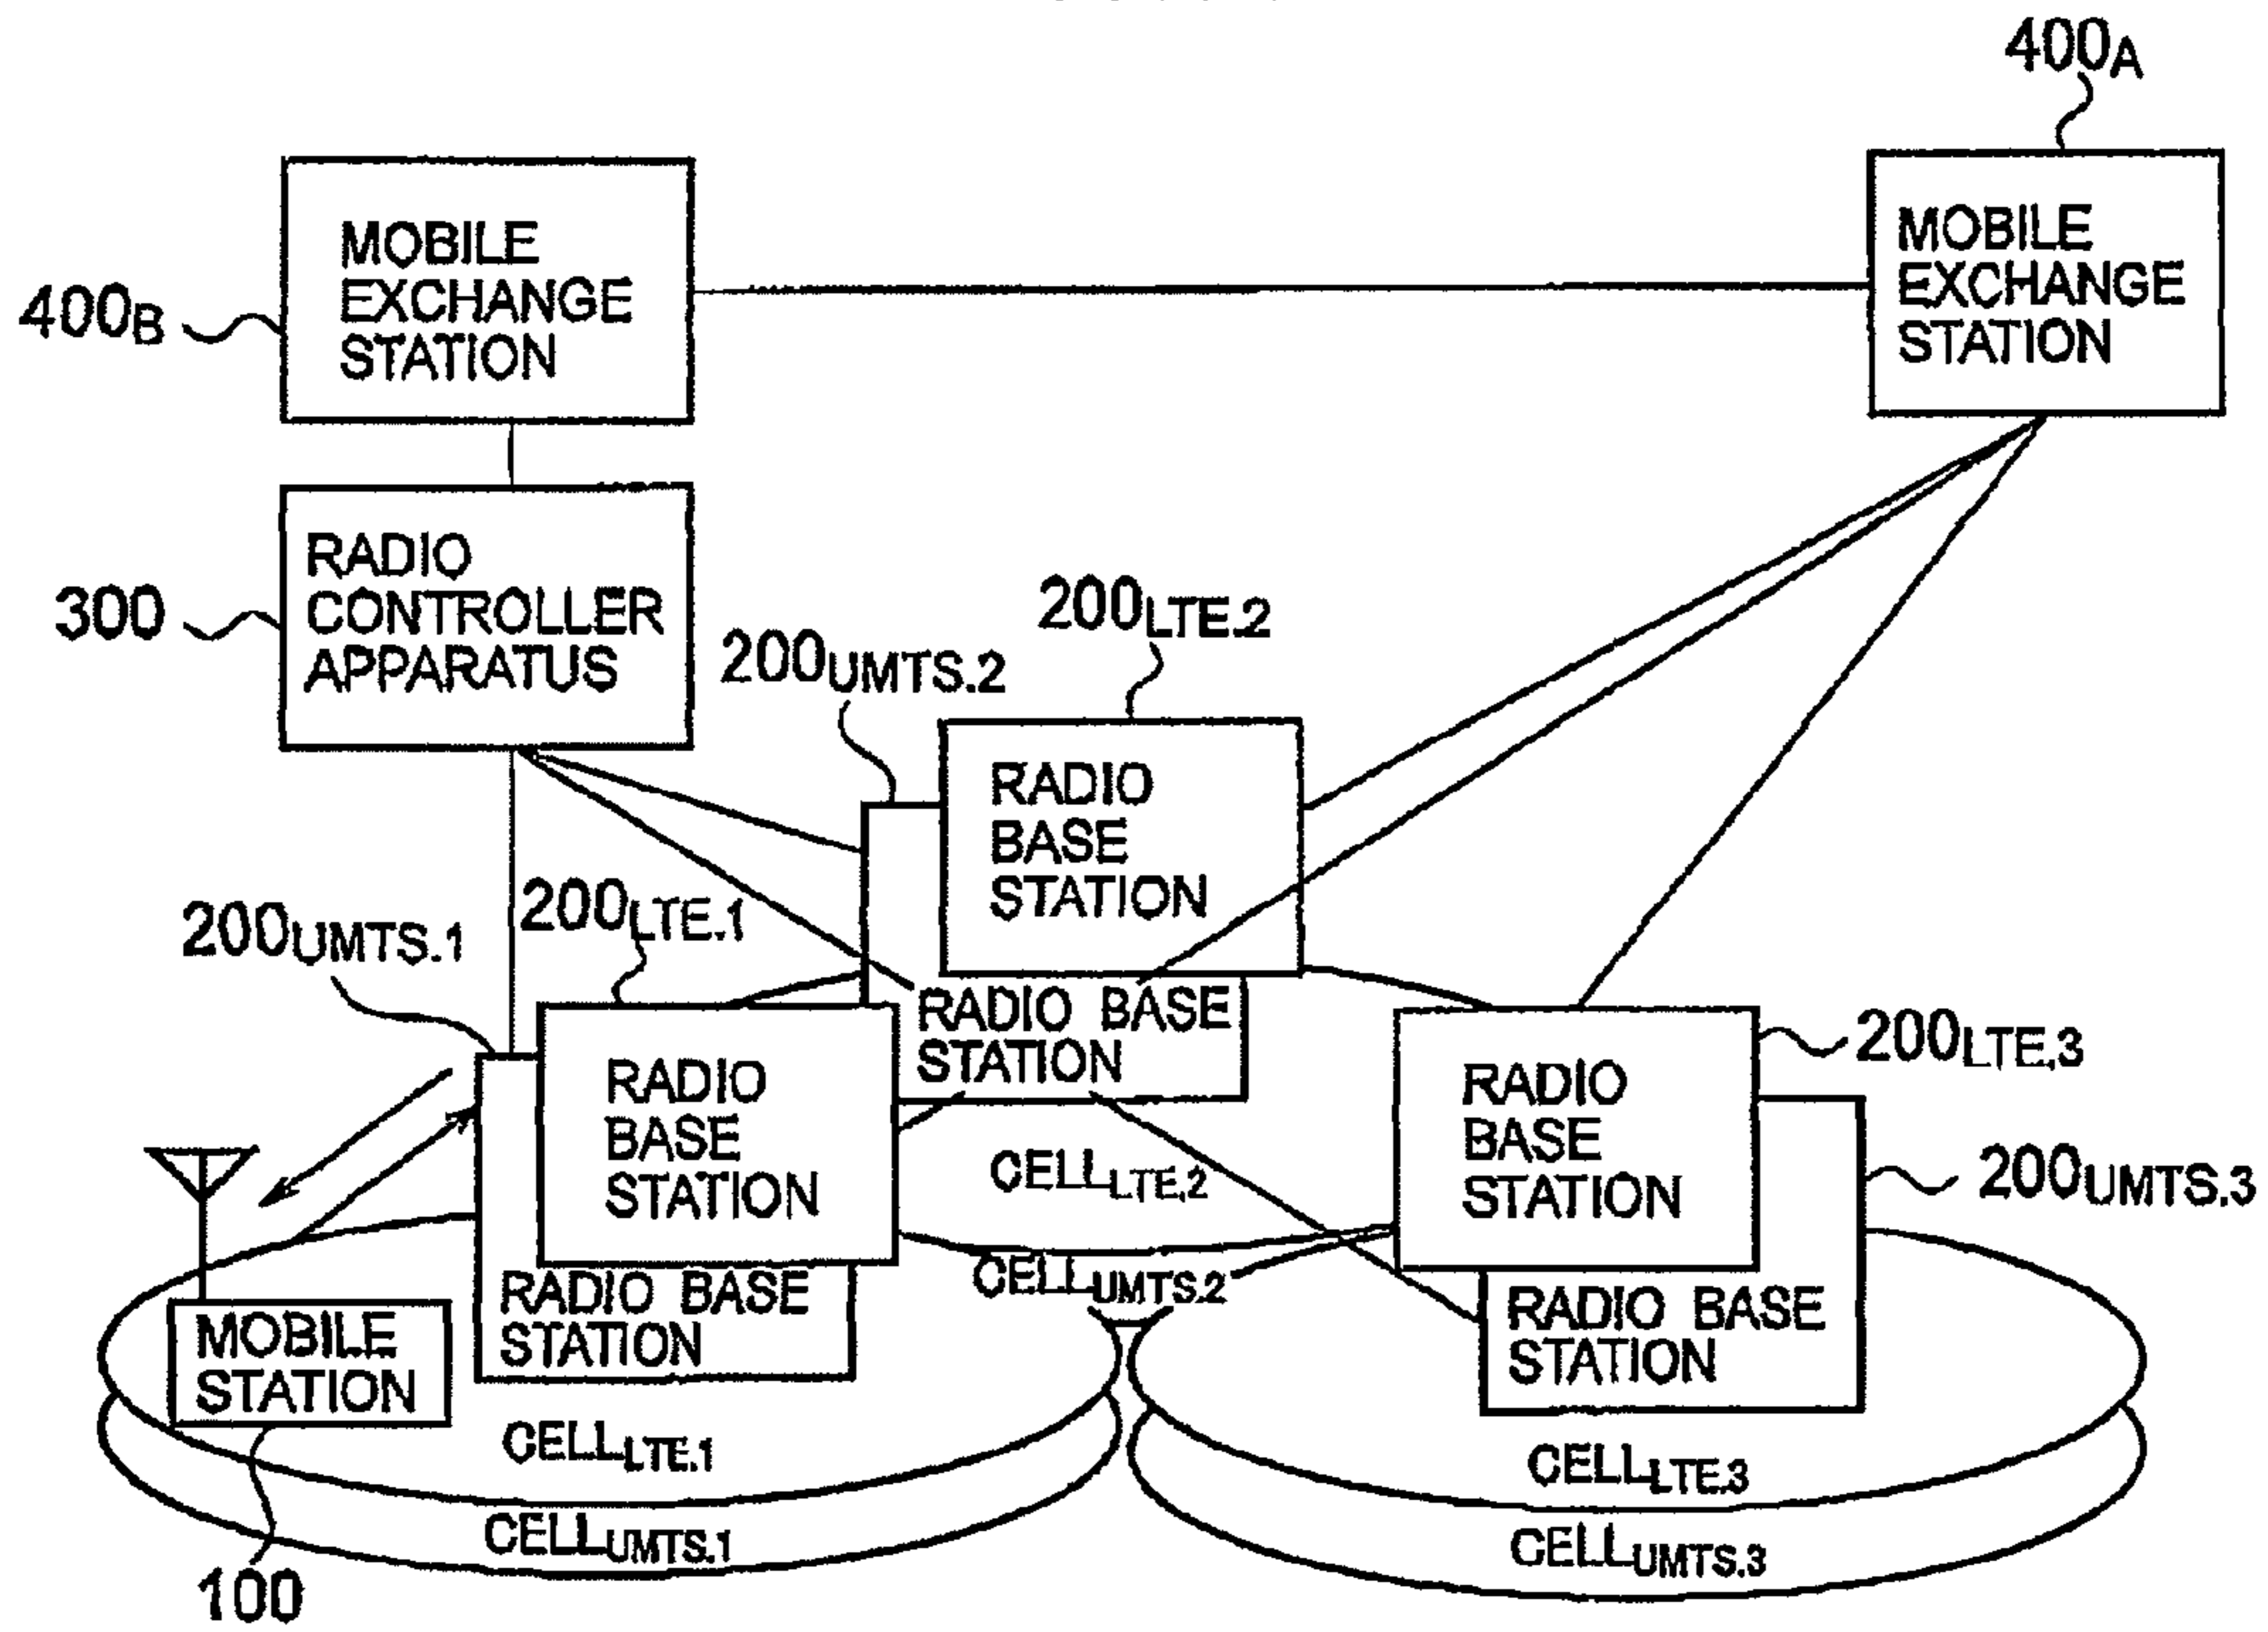 400A
MOBILE
EXCHANGE
STATION
400B
MOBILE
EXCHANGE
STATION
RADIO
CONTROLLER
APPARATUS
300
200LTE.2
200UMTS.2
RADIO
BASE
STATION
200LTE.1
200UMTS.1
RADIO BASE
STATION
200LTE.3
RADIO
BASE
STATION
RADIO
BASE
STATION
200UMTS.3
CELLLTE.2
CELLUMTS.2
RADIO BASE
STATION
RADIO BASE
STATION
MOBILE
STATION
CELLLTE.1
CELLLTE.3
CELLUMTS.1
CELLUMTS.3
100